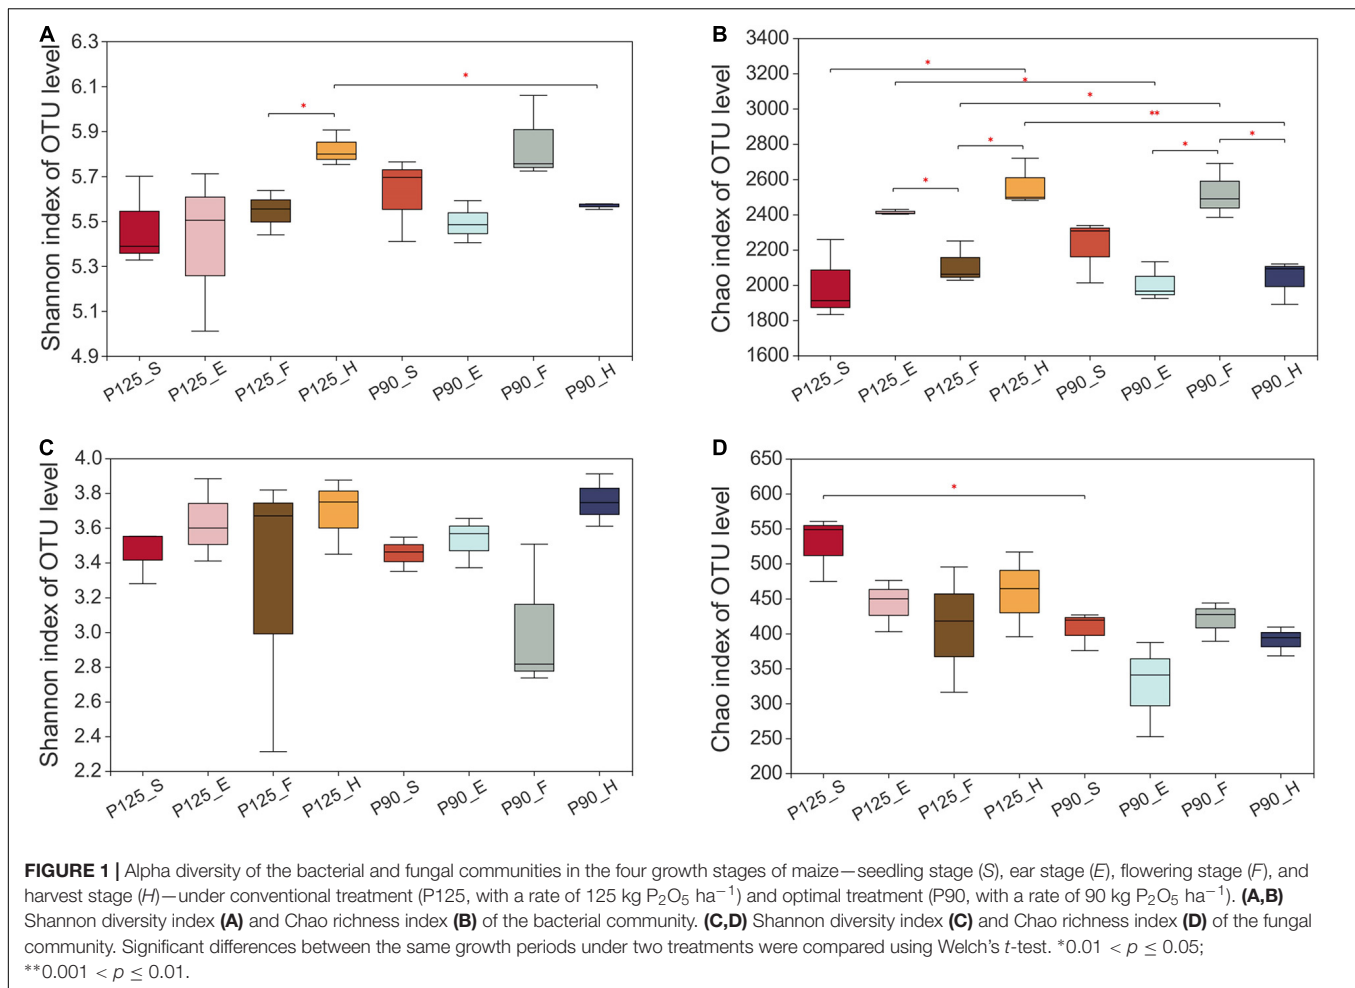 A
Shannon index of OTU level
6.3
6.1
5.9
5.7
5.5
5.3
5.1
4.9
*
*
P125_S
P125_E
P125_F
P125_H
P90_S
P90_E
P90_F
P90_H
B
Chao index of OTU level
3400
3200
3000
2800
2600
2400
2200
2000
1800
1600
*
*
*
**
*
*
*
*
P125_S
P125_E
P125_F
P125_H
P90_S
P90_E
P90_F
P90_H
C
Shannon index of OTU level
4.0
3.8
3.6
3.4
3.2
3.0
2.8
2.6
2.4
2.2
P125_S
P125_E
P125_F
P125_H
P90_S
P90_E
P90_F
P90_H
D
Chao index of OTU level
650
600
550
500
450
400
350
300
250
200
*
P125_S
P125_E
P125_F
P125_H
P90_S
P90_E
P90_F
P90_H
FIGURE 1 | Alpha diversity of the bacterial and fungal communities in the four growth stages of maize—seedling stage (S), ear stage (E), flowering stage (F), and
harvest stage (H)—under conventional treatment (P125, with a rate of 125 kg P₂O₅ ha⁻¹) and optimal treatment (P90, with a rate of 90 kg P₂O₅ ha⁻¹). (A,B)
Shannon diversity index (A) and Chao richness index (B) of the bacterial community. (C,D) Shannon diversity index (C) and Chao richness index (D) of the fungal
community. Significant differences between the same growth periods under two treatments were compared using Welch's t-test. *0.01 < p ≤ 0.05;
**0.001 < p ≤ 0.01.